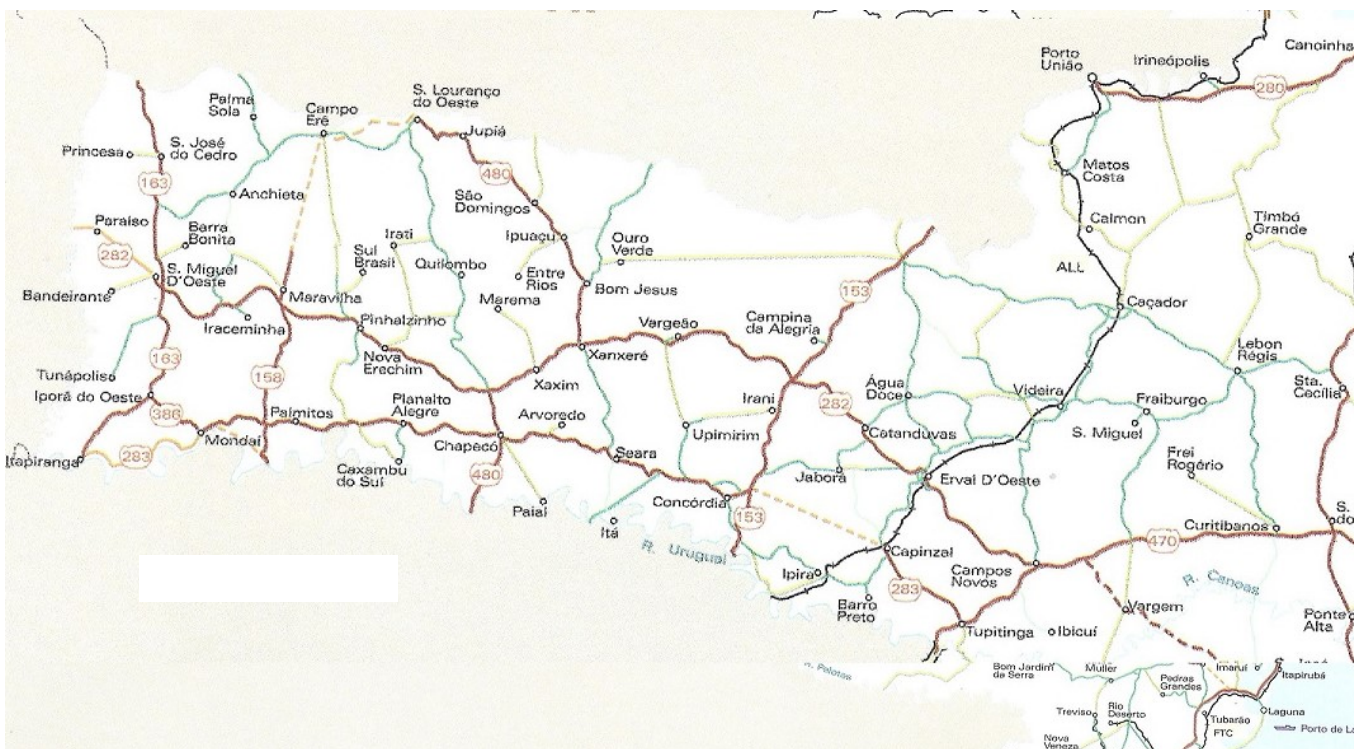 Porto
União
Irineópolis
Canoinha
280
S. Lourenço
do Oeste
Palma
Sola
Campo
Erê
Jupiá
Princesa
S. José
do Cedro
163
480
Matos
Costa
Anchieta
São
Domingos
Paraíso
Barra
Bonita
Irati
Ipuaçu
Ouro
Verde
Calmon
Timbó
Grande
282
Sul
Brasil
Quilombo
Entre
Rios
ALL
S. Miguel
D'Oeste
Bandeirante
Maravilha
Marema
Bom Jesus
153
Caçador
Iraceminha
Pinhalzinho
Vargeão
Campina
da Alegria
163
Nova
Erechim
Xanxerê
Lebon
Régis
Tunápolis
158
Xaxim
Água
Doce
Videira
Sta.
Cecília
Iporã do Oeste
386
Palmitos
Planalto
Alegre
Arvoredo
Irani
282
Fraiburgo
Mondaí
Chapecó
Upimirim
Catanduvas
S. Miguel
Itapiranga
283
Caxambu
do Sul
480
Seara
Jaborá
Erval D'Oeste
Frei
Rogério
Paial
Concórdia
153
Itá
Curitibanos
S.
do
R. Uruguai
Capinzal
470
Ipira
Campos
Novos
R. Canoas
283
Barro
Preto
Vargem
Ponte
Alta
Tupitinga
Ibicuí
R. Pelotas
Bom Jardim
da Serra
Muller
Imaruí
Itapirubá
Pedras
Grandes
Treviso
Rio
Deserto
Tubarão
FTC
Laguna
Porto de La
Nova
Veneza